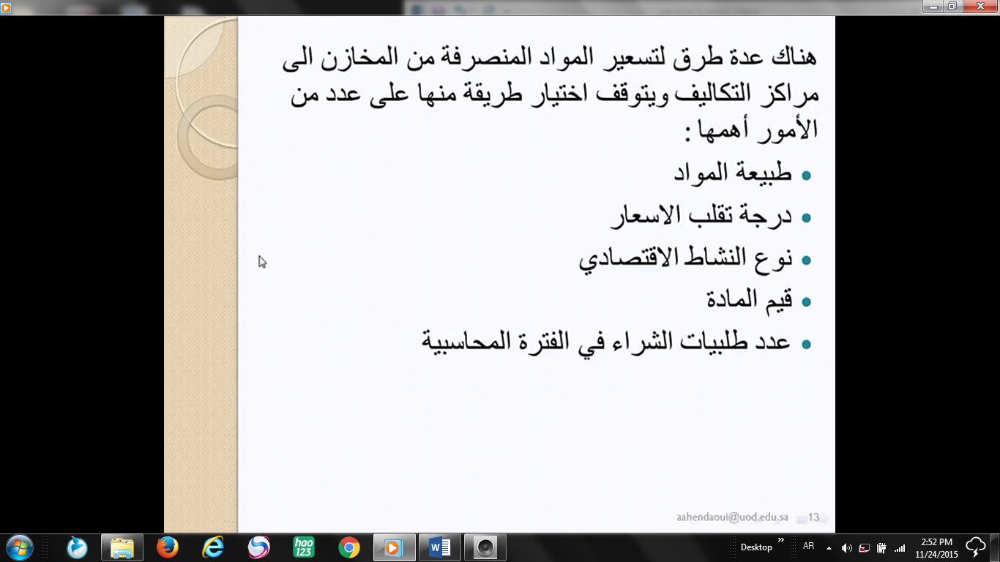 هناك عدة طرق لتسعير المواد المنصرفة من المخازن الى
مراكز التكاليف ويتوقف اختيار طريقة منها على عدد من
الأمور أهمها :
• طبيعة المواد
• درجة تقلب الاسعار
• نوع النشاط الاقتصادي
• قيم المادة
• عدد طلبيات الشراء في الفترة المحاسبية
aahendaoui@uod.edu.sa 13
hao
123
W
Desktop
AR
2:52 PM
11/24/2015